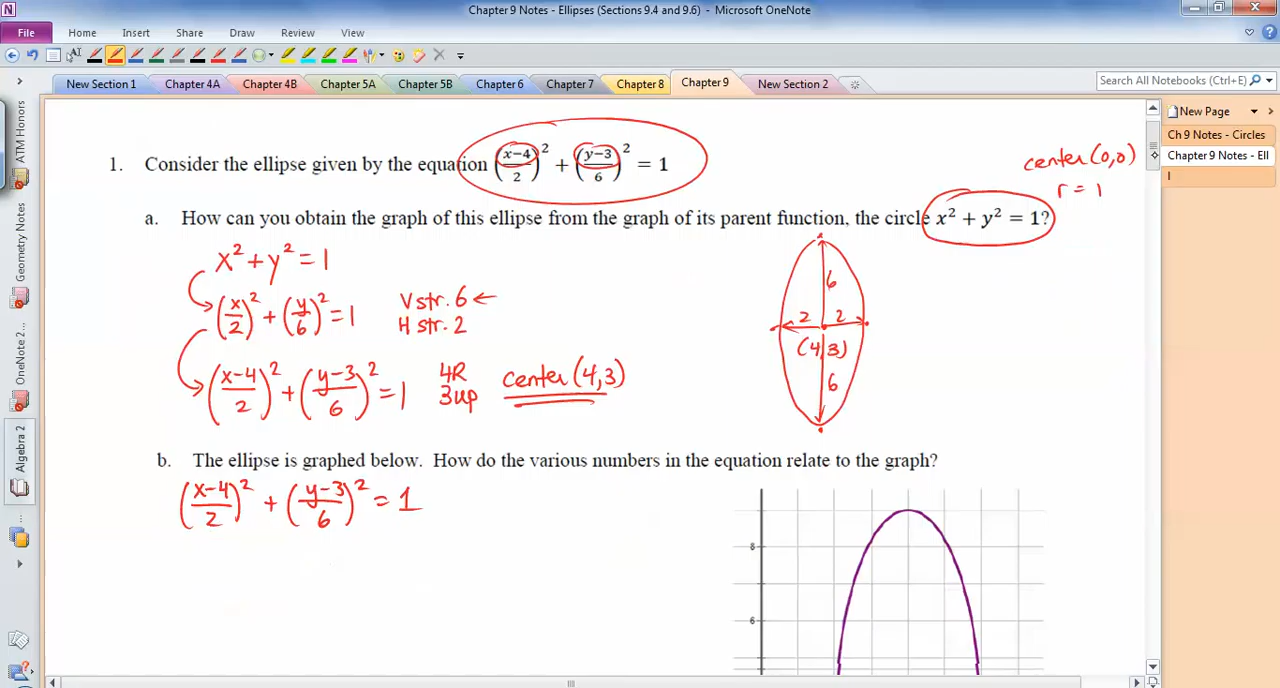 Chapter 9 Notes - Ellipses (Sections 9.4 and 9.6) - Microsoft OneNote
File Home Insert Share Draw Review View
New Section 1 Chapter 4A Chapter 4B Chapter 5A Chapter 5B Chapter 6 Chapter 7 Chapter 8 Chapter 9 New Section 2
Search All Notebooks (Ctrl+E)
New Page
Ch 9 Notes - Circles
Chapter 9 Notes - Ell
I
ATM Honors
Geometry Notes
OneNote 2...
Algebra 2
1. Consider the ellipse given by the equation ((x−4)/2)² + ((y−3)/6)² = 1
center (0,0)
r = 1
a. How can you obtain the graph of this ellipse from the graph of its parent function, the circle x² + y² = 1?
x² + y² = 1
(x/2)² + (y/6)² = 1 V str. 6 ←
H str. 2
((x-4)/2)² + ((y-3)/6)² = 1 4R
3up
center (4,3)
6
2 2
(4,3)
6
b. The ellipse is graphed below. How do the various numbers in the equation relate to the graph?
((x-4)/2)² + ((y-3)/6)² = 1
8
6